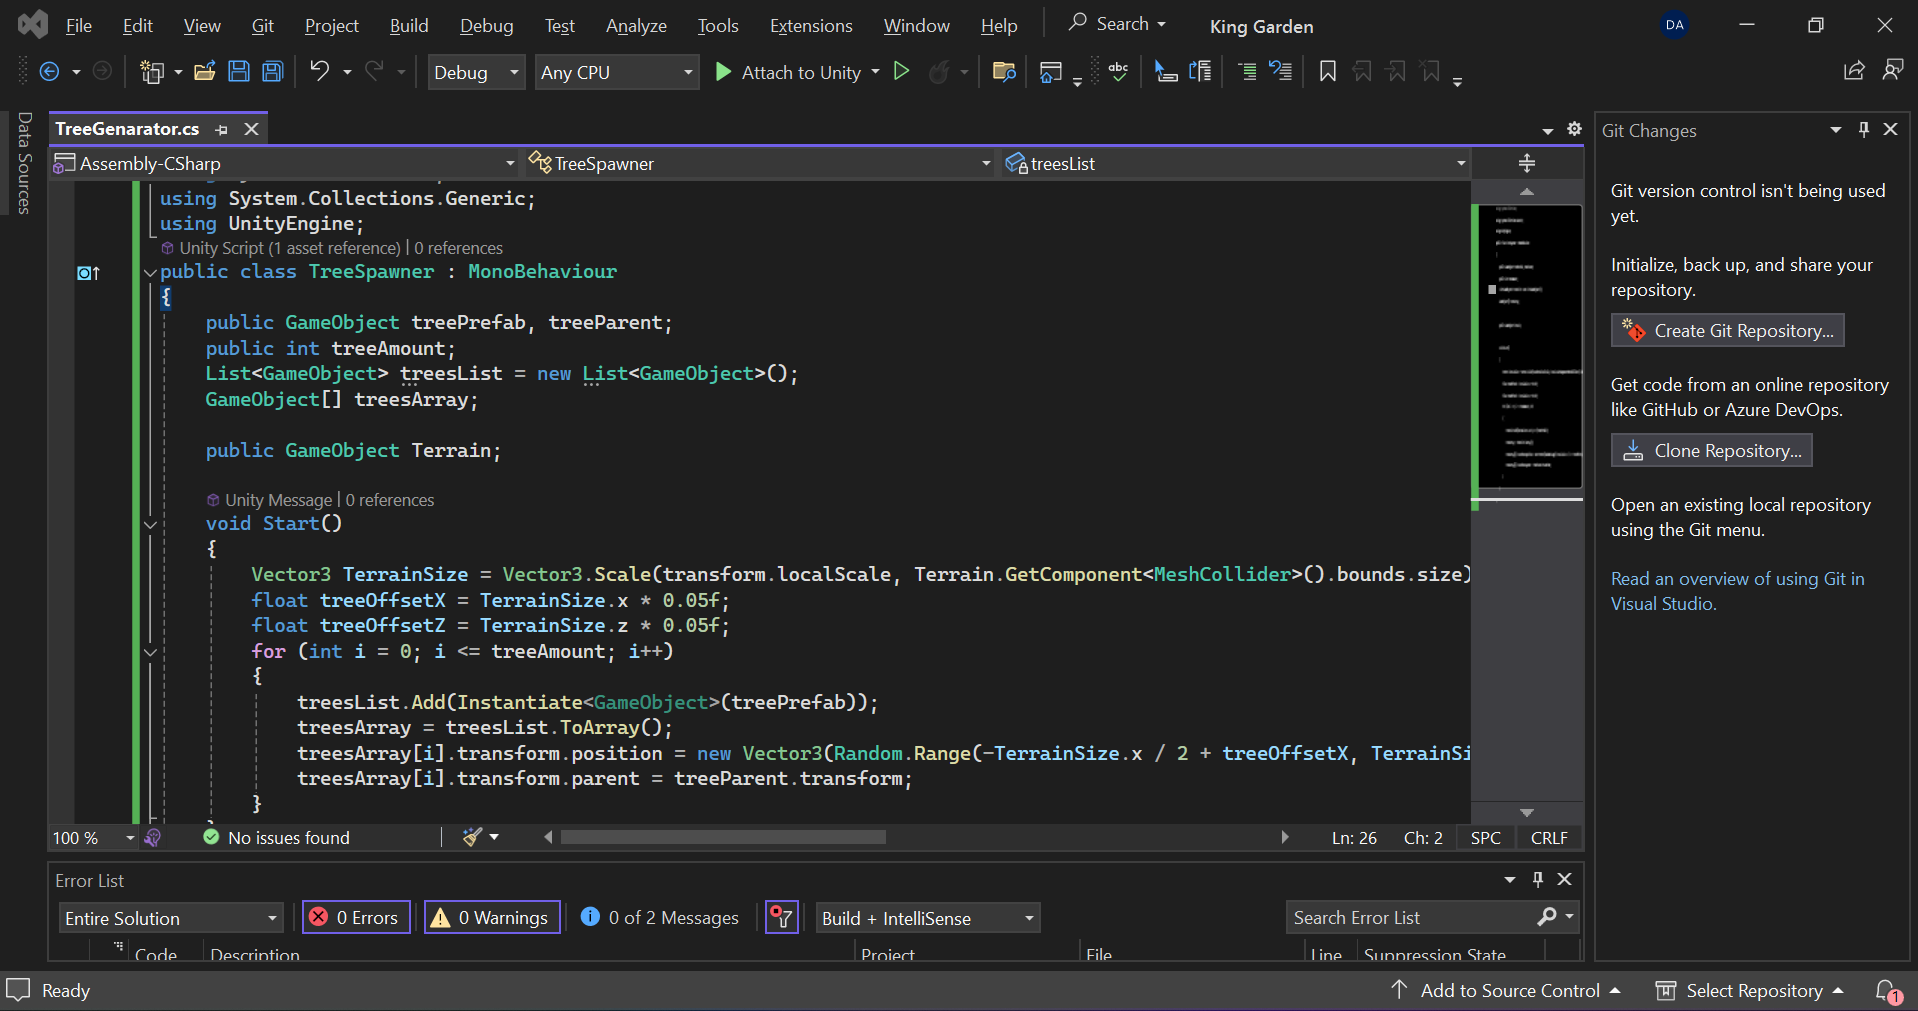 File Edit View Git Project Build Debug Test Analyze Tools Extensions Window Help Search King Garden DA
Debug Any CPU Attach to Unity abc
Data Sources
TreeGenarator.cs
Assembly-CSharp TreeSpawner treesList
using System.Collections.Generic;
using UnityEngine;
Unity Script (1 asset reference) | 0 references
public class TreeSpawner : MonoBehaviour
{
public GameObject treePrefab, treeParent;
public int treeAmount;
List<GameObject> treesList = new List<GameObject>();
GameObject[] treesArray;
public GameObject Terrain;
Unity Message | 0 references
void Start()
{
Vector3 TerrainSize = Vector3.Scale(transform.localScale, Terrain.GetComponent<MeshCollider>().bounds.size)
float treeOffsetX = TerrainSize.x * 0.05f;
float treeOffsetZ = TerrainSize.z * 0.05f;
for (int i = 0; i <= treeAmount; i++)
{
treesList.Add(Instantiate<GameObject>(treePrefab));
treesArray = treesList.ToArray();
treesArray[i].transform.position = new Vector3(Random.Range(-TerrainSize.x / 2 + treeOffsetX, TerrainSi
treesArray[i].transform.parent = treeParent.transform;
}
100 % No issues found Ln: 26 Ch: 2 SPC CRLF
Error List
Entire Solution 0 Errors 0 Warnings 0 of 2 Messages Build + IntelliSense Search Error List
Code Description Project File Line Suppression State
Git Changes
Git version control isn't being used
yet.
Initialize, back up, and share your
repository.
Create Git Repository...
Get code from an online repository
like GitHub or Azure DevOps.
Clone Repository...
Open an existing local repository
using the Git menu.
Read an overview of using Git in
Visual Studio.
Ready Add to Source Control Select Repository 1